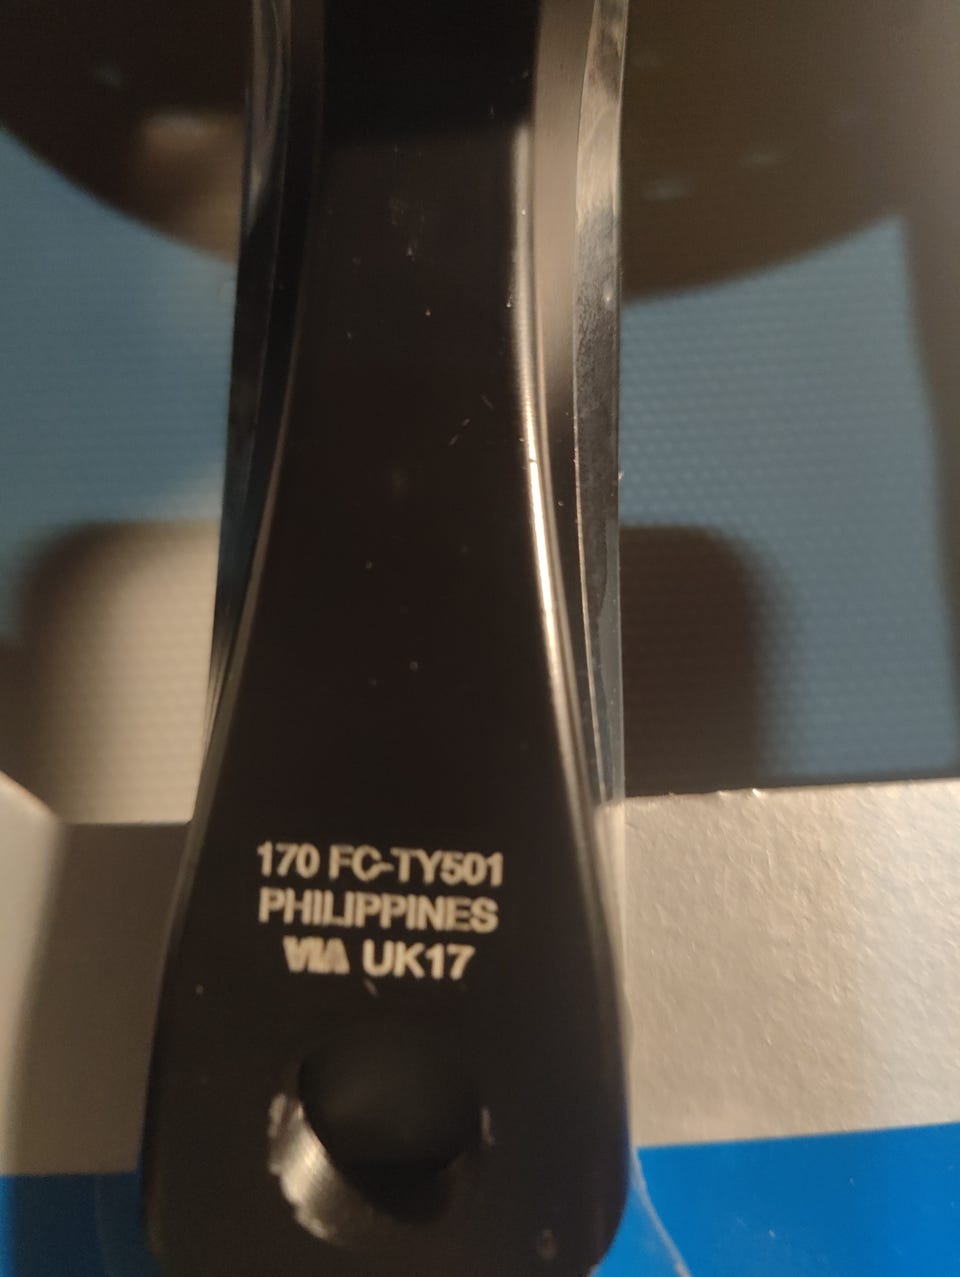 170 FC-TY501
PHILIPPINES
VIA UK17